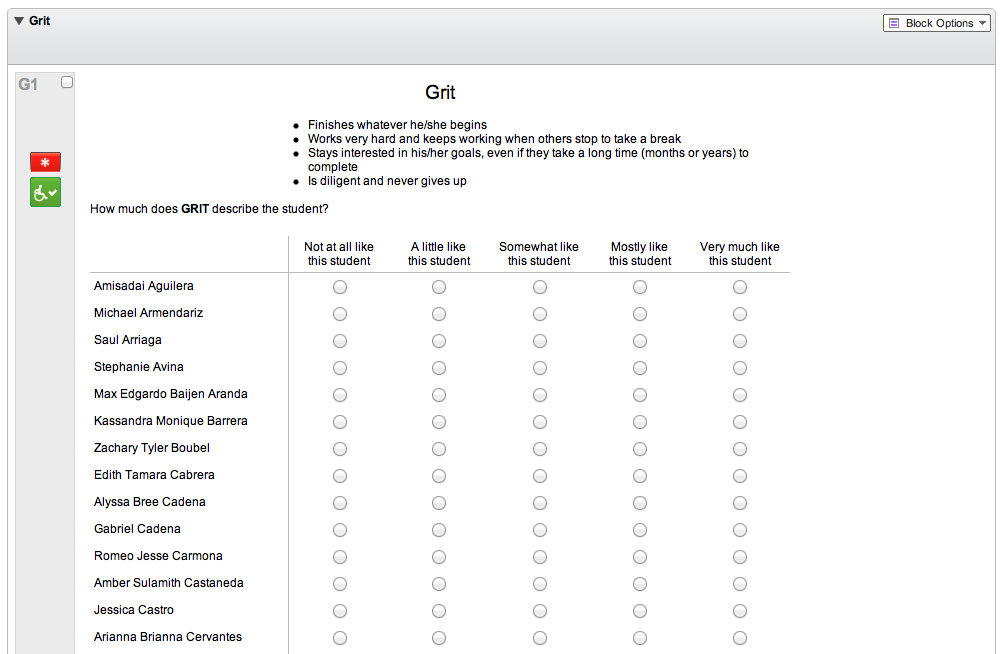 Grit
Block Options
G1
Grit
Finishes whatever he/she begins
Works very hard and keeps working when others stop to take a break
Stays interested in his/her goals, even if they take a long time (months or years) to
complete
Is diligent and never gives up
How much does GRIT describe the student?
Not at all like this student
A little like this student
Somewhat like this student
Mostly like this student
Very much like this student
Amisadai Aguilera
Michael Armendariz
Saul Arriaga
Stephanie Avina
Max Edgardo Baijen Aranda
Kassandra Monique Barrera
Zachary Tyler Boubel
Edith Tamara Cabrera
Alyssa Bree Cadena
Gabriel Cadena
Romeo Jesse Carmona
Amber Sulamith Castaneda
Jessica Castro
Arianna Brianna Cervantes